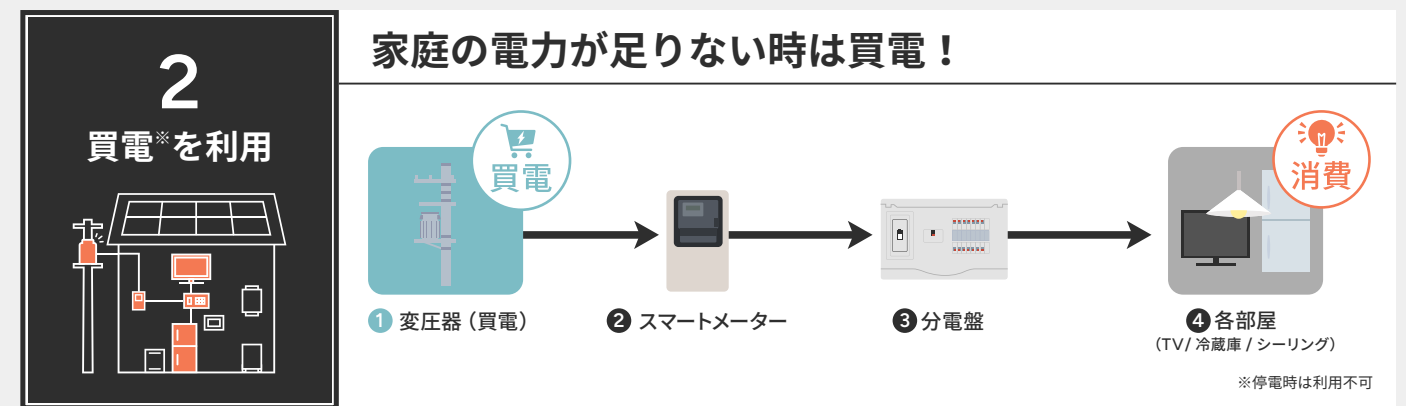 2
買電※を利用
家庭の電力が足りない時は買電！
買電
消費
1 変圧器（買電）
2 スマートメーター
3 分電盤
4 各部屋
（TV/ 冷蔵庫 / シーリング）
※停電時は利用不可